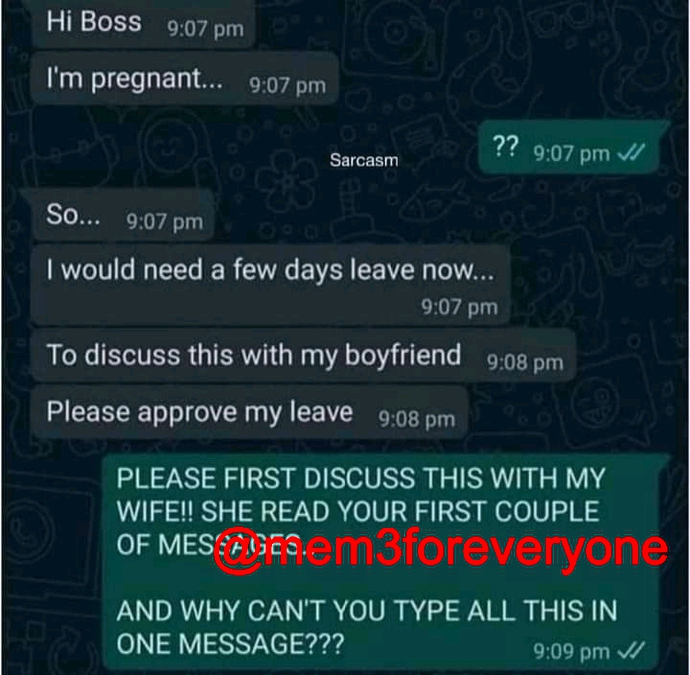 Hi Boss 9:07 pm
I'm pregnant... 9:07 pm
?? 9:07 pm
Sarcasm
So... 9:07 pm
I would need a few days leave now...
9:07 pm
To discuss this with my boyfriend 9:08 pm
Please approve my leave 9:08 pm
PLEASE FIRST DISCUSS THIS WITH MY
WIFE!! SHE READ YOUR FIRST COUPLE
OF MESSAGES..
@mem3foreveryone
AND WHY CAN'T YOU TYPE ALL THIS IN
ONE MESSAGE??? 9:09 pm